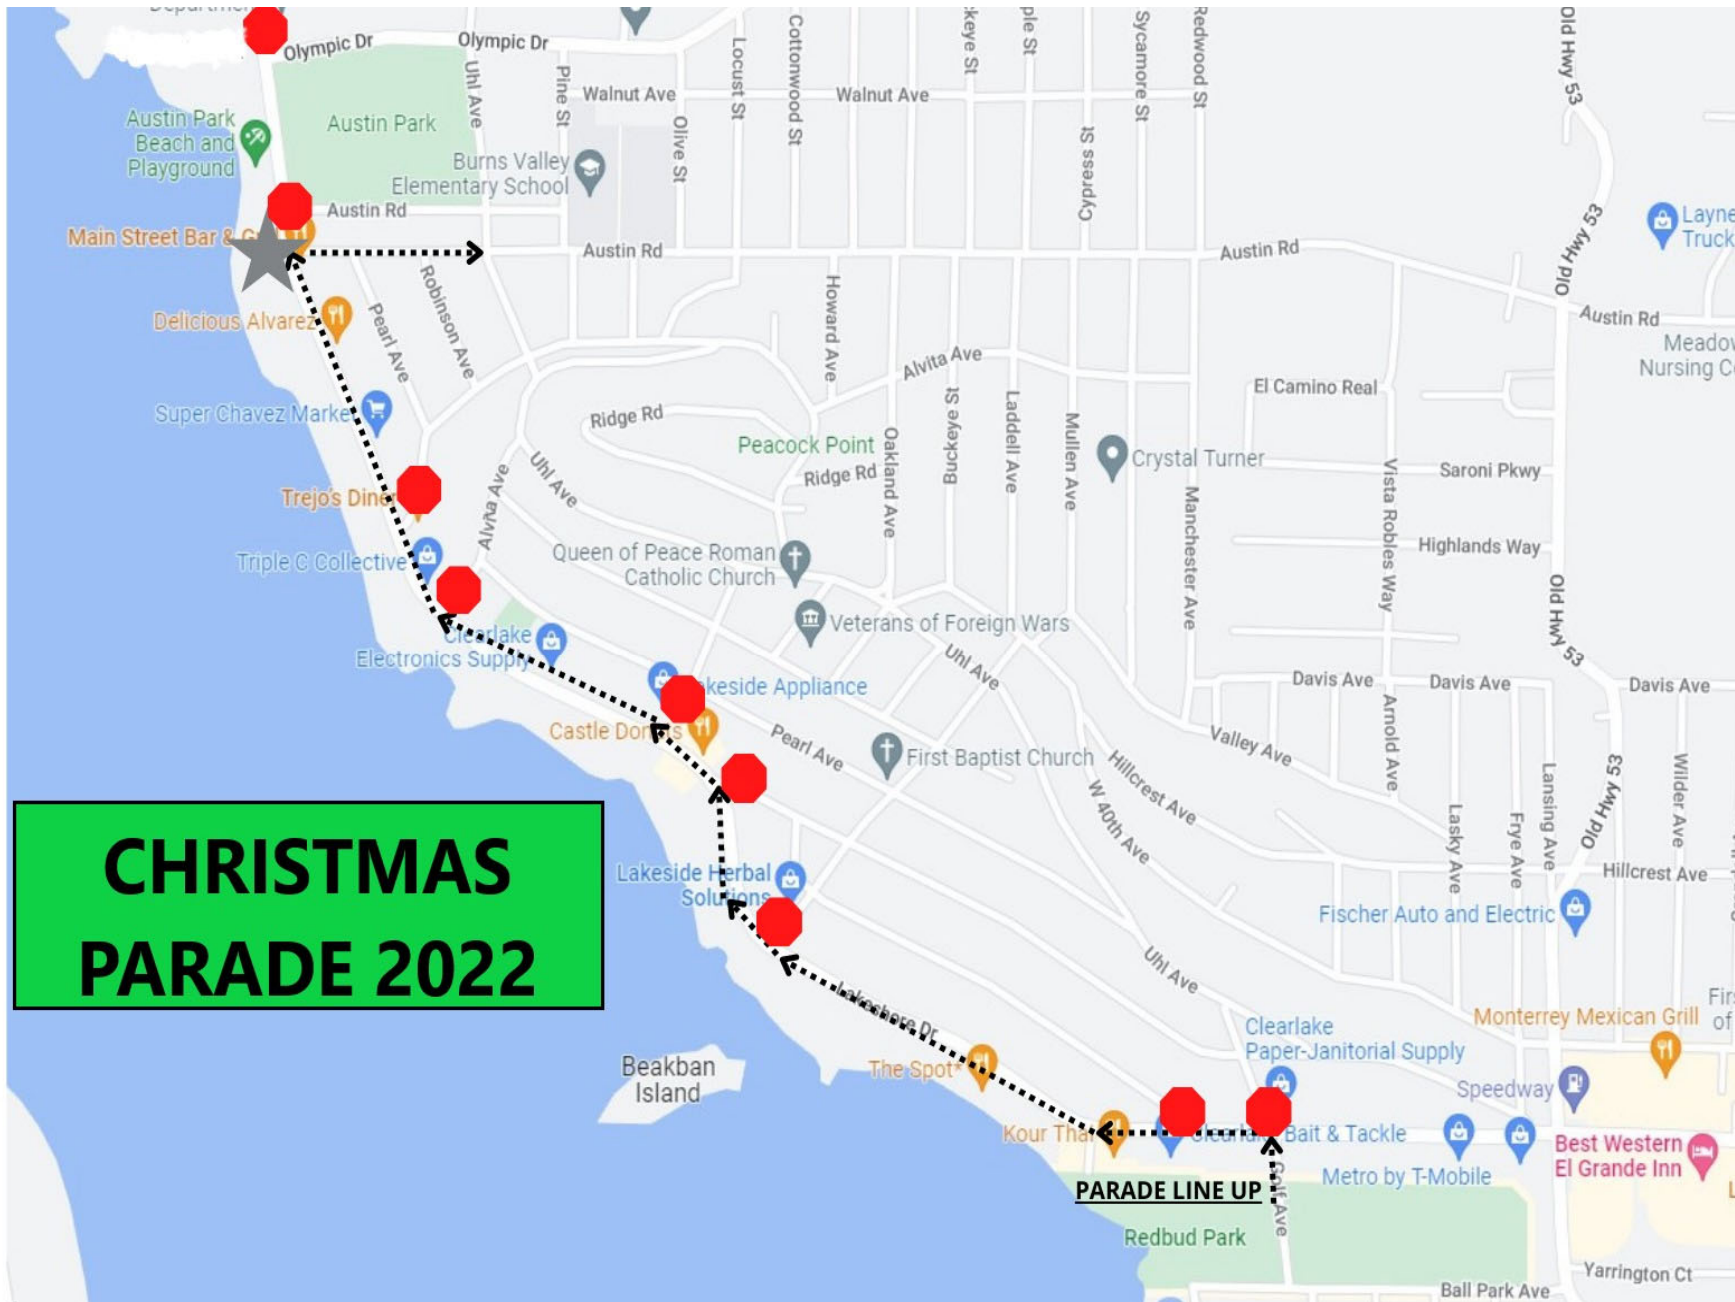 Olympic Dr
Olympic Dr
Uhl Ave
Pine St
Walnut Ave
Olive St
Locust St
Cottonwood St
Walnut Ave
Sycamore St
Redwood St
Old Hwy 53
Austin Park
Beach and
Playground
Austin Park
Burns Valley
Elementary School
Cypress St
Austin Rd
Main Street Bar &
Austin Rd
Austin Rd
Old Hwy 53
Austin Rd
Delicious Alvarez
Pearl Ave
Robinson Ave
Howard Ave
Alvita Ave
El Camino Real
Super Chavez Market
Ridge Rd
Peacock Point
Ridge Rd
Oakland Ave
Buckeye St
Laddell Ave
Mullen Ave
Crystal Turner
Manchester Ave
Vista Robles Way
Saroni Pkwy
Trejo's Diner
Alvita Ave
Uhl Ave
Highlands Way
Triple C Collective
Queen of Peace Roman
Catholic Church
Veterans of Foreign Wars
Old Hwy 53
Clearlake
Electronics Supply
Uhl Ave
Davis Ave
Davis Ave
Davis Ave
Arnold Ave
Castle
Pearl Ave
First Baptist Church
Valley Ave
Hillcrest Ave
W 40th Ave
Lasky Ave
Frye Ave
Lansing Ave
Old Hwy 53
Wilder Ave
Hillcrest Ave
CHRISTMAS
PARADE 2022
Lakeside Herbal
Solutions
Fischer Auto and Electric
Uhl Ave
Lakeshore Dr
Monterrey Mexican Grill
Clearlake
Paper-Janitorial Supply
Beakban
Island
The Spot*
Speedway
Kour
Bait & Tackle
Metro by T-Mobile
Best Western
El Grande Inn
PARADE LINE UP
Golf Ave
Redbud Park
Yarrington Ct
Ball Park Ave